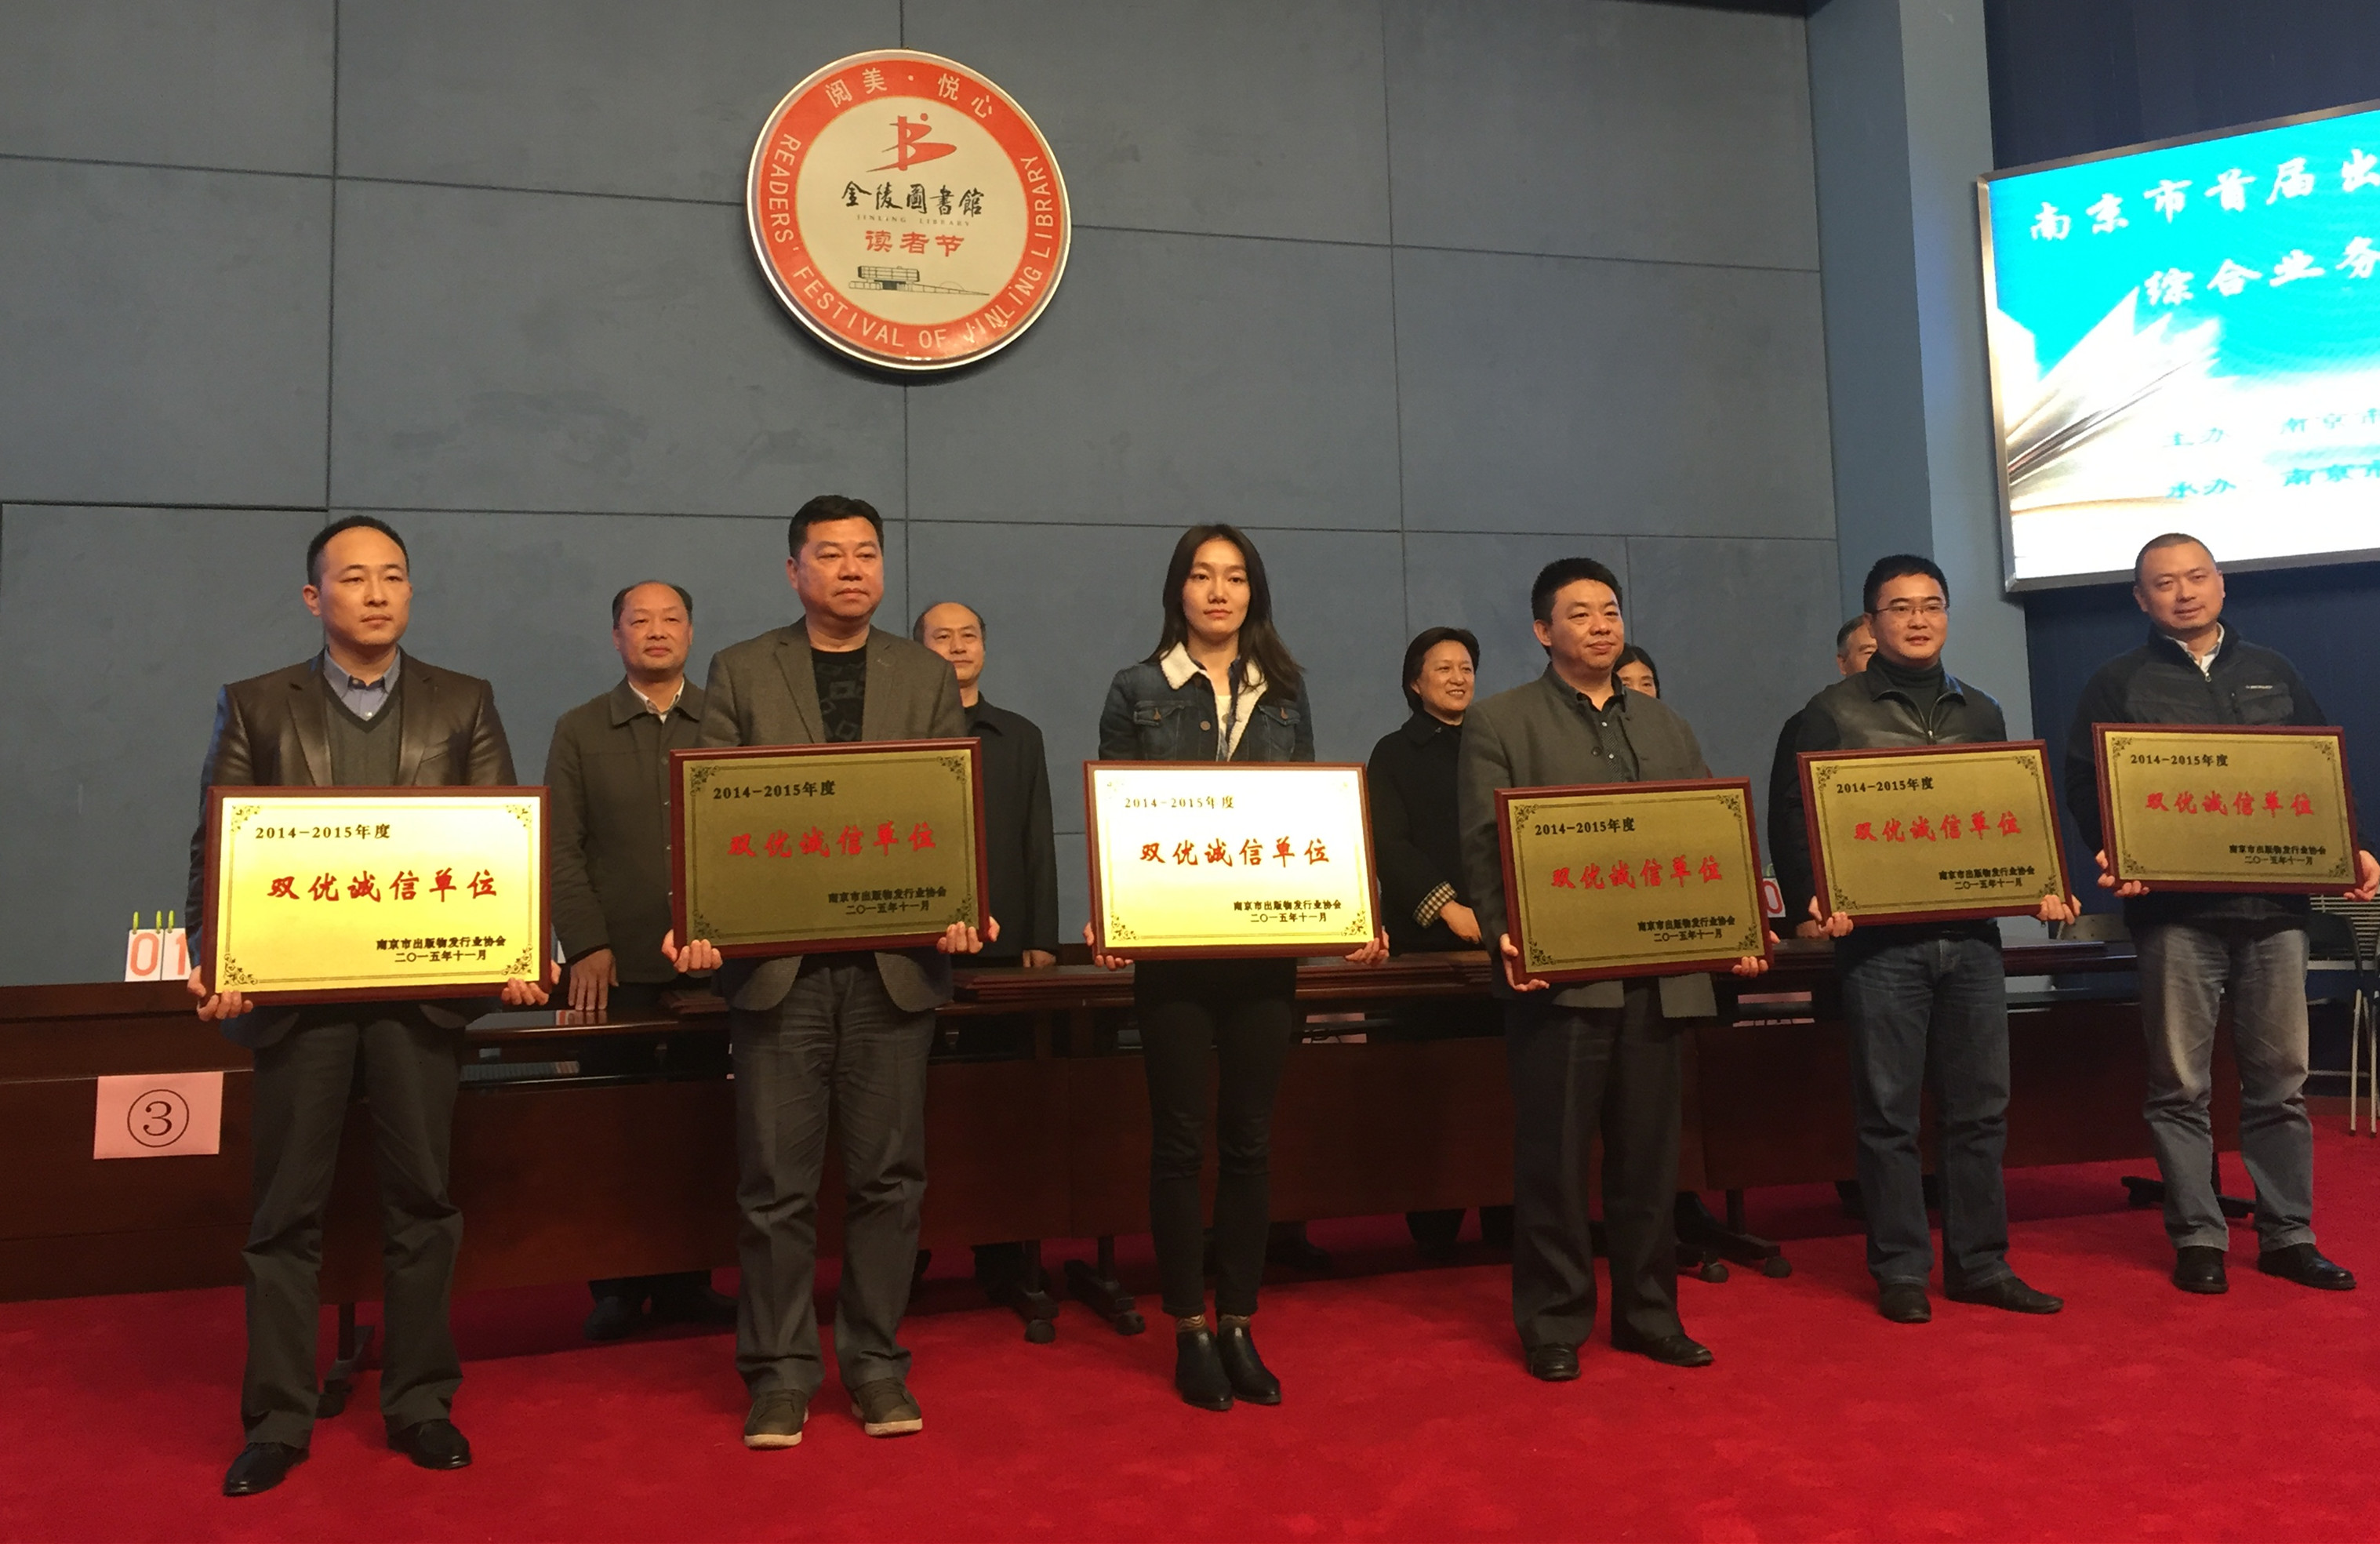 阅美·悦心
金陵圖書館
JINLING LIBRARY
读者节
READERS' FESTIVAL OF JINLING LIBRARY
南京市首届出
综合业务
主办 南京市
承办 南京市
01
③
2014-2015年度
双优诚信单位
南京市出版物发行业协会
二〇一五年十一月
2014-2015年度
双优诚信单位
南京市出版物发行业协会
二〇一五年十一月
2014-2015年度
双优诚信单位
南京市出版物发行业协会
二〇一五年十一月
2014-2015年度
双优诚信单位
南京市出版物发行业协会
二〇一五年十一月
2014-2015年度
双优诚信单位
南京市出版物发行业协会
二〇一五年十一月
2014-2015年度
双优诚信单位
南京市出版物发行业协会
二〇一五年十一月
0